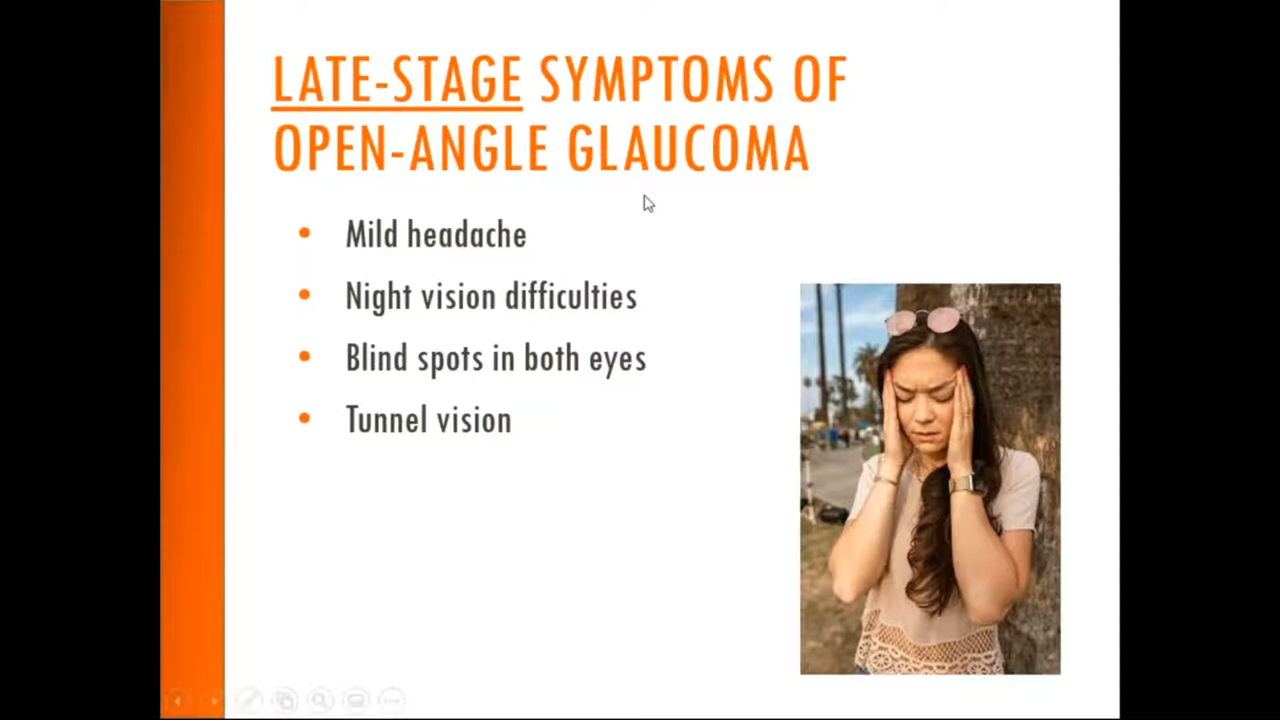 LATE-STAGE SYMPTOMS OF
OPEN-ANGLE GLAUCOMA
• Mild headache
• Night vision difficulties
• Blind spots in both eyes
• Tunnel vision